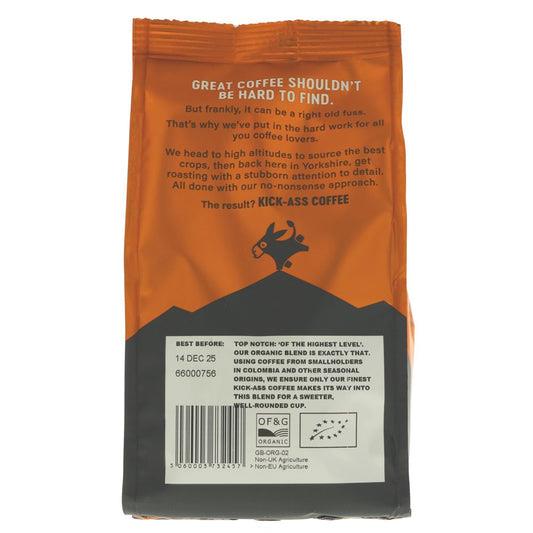 GREAT COFFEE SHOULDN'T
BE HARD TO FIND.
But frankly, it can be a right old fuss.
That's why we've put in the hard work for all
you coffee lovers.
We head to high altitudes to source the best
crops, then back here in Yorkshire, get
roasting with a stubborn attention to detail.
All done with our no-nonsense approach.
The result? KICK-ASS COFFEE
BEST BEFORE:
14 DEC 25
66000756
TOP NOTCH: 'OF THE HIGHEST LEVEL'.
OUR ORGANIC BLEND IS EXACTLY THAT.
USING COFFEE FROM SMALLHOLDERS
IN COLOMBIA AND OTHER SEASONAL
ORIGINS, WE ENSURE ONLY OUR FINEST
KICK-ASS COFFEE MAKES ITS WAY INTO
THIS BLEND FOR A SWEETER,
WELL-ROUNDED CUP.
5 060003 732457 >
OF&G
ORGANIC
GB-ORG-02
Non-UK Agriculture
Non-EU Agriculture